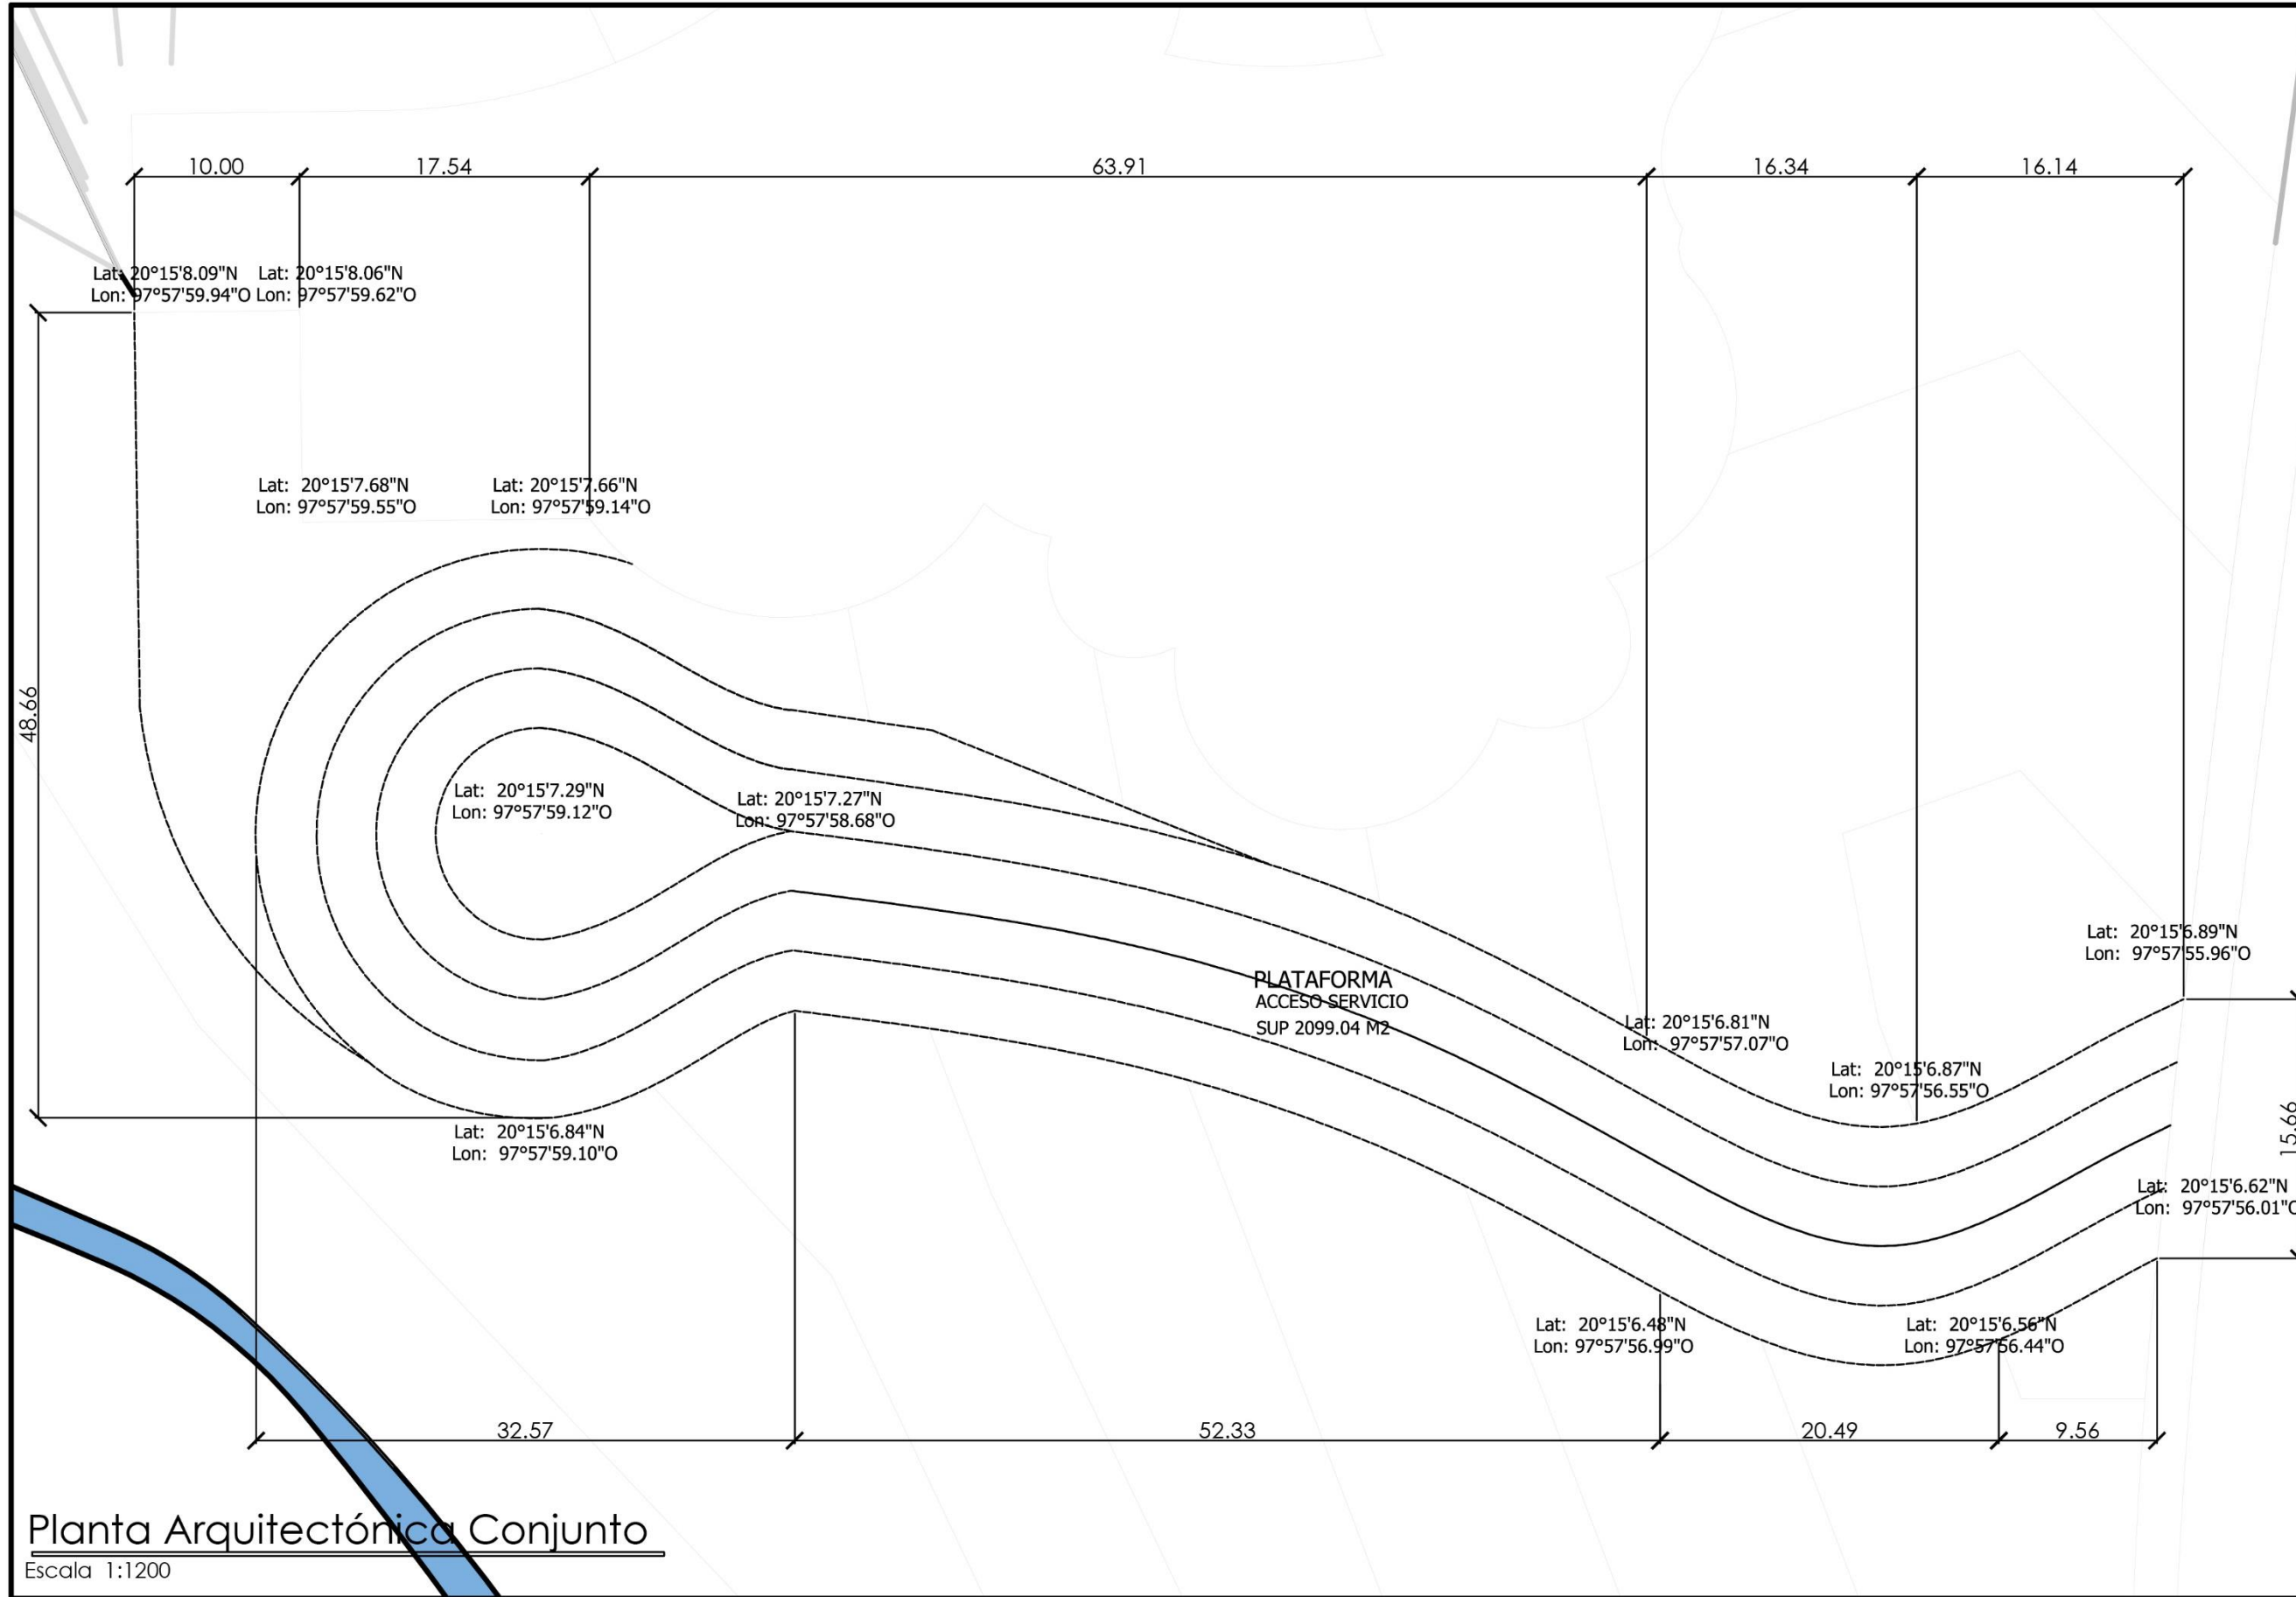 10.00
17.54
63.91
16.34
16.14
Lat: 20°15'8.09"N
Lon: 97°57'59.94"O
Lat: 20°15'8.06"N
Lon: 97°57'59.62"O
Lat: 20°15'7.68"N
Lon: 97°57'59.55"O
Lat: 20°15'7.66"N
Lon: 97°57'59.14"O
48.66
Lat: 20°15'7.29"N
Lon: 97°57'59.12"O
Lat: 20°15'7.27"N
Lon: 97°57'58.68"O
PLATAFORMA
ACCESO SERVICIO
SUP 2099.04 M2
Lat: 20°15'6.89"N
Lon: 97°57'55.96"O
Lat: 20°15'6.81"N
Lon: 97°57'57.07"O
Lat: 20°15'6.87"N
Lon: 97°57'56.55"O
15.66
Lat: 20°15'6.84"N
Lon: 97°57'59.10"O
Lat: 20°15'6.62"N
Lon: 97°57'56.01"O
Lat: 20°15'6.48"N
Lon: 97°57'56.99"O
Lat: 20°15'6.56"N
Lon: 97°57'56.44"O
32.57
52.33
20.49
9.56
Planta Arquitectónica Conjunto
Escala 1:1200